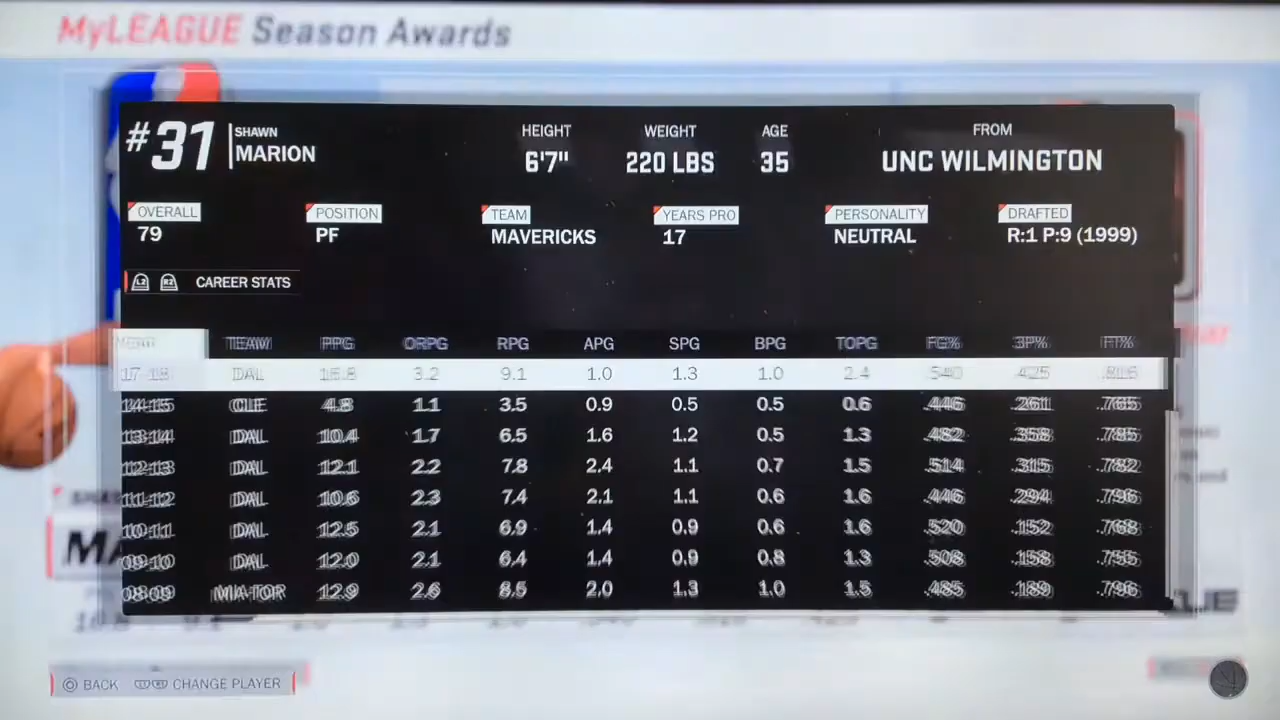 MyLEAGUE Season Awards
#31 SHAWN MARION
HEIGHT WEIGHT AGE FROM
6'7" 220 LBS 35 UNC WILMINGTON
OVERALL POSITION TEAM YEARS PRO PERSONALITY DRAFTED
79 PF MAVERICKS 17 NEUTRAL R:1 P:9 (1999)
L2 R2 CAREER STATS
TEAM PPG ORPG RPG APG SPG BPG TOPG FG% 3P% FT%
17-18 DAL 16.8 3.2 9.1 1.0 1.3 1.0 2.4 .540 .425 .816
14-15 CLE 4.8 1.1 3.5 0.9 0.5 0.5 0.6 .446 .261 .765
13-14 DAL 10.4 1.7 6.5 1.6 1.2 0.5 1.3 .482 .358 .785
12-13 DAL 12.1 2.2 7.8 2.4 1.1 0.7 1.5 .514 .315 .782
11-12 DAL 10.6 2.3 7.4 2.1 1.1 0.6 1.6 .446 .294 .796
10-11 DAL 12.5 2.1 6.9 1.4 0.9 0.6 1.6 .520 .152 .768
09-10 DAL 12.0 2.1 6.4 1.4 0.9 0.8 1.3 .508 .158 .755
08-09 MIA-TOR 12.9 2.6 8.5 2.0 1.3 1.0 1.5 .485 .189 .796
BACK CHANGE PLAYER